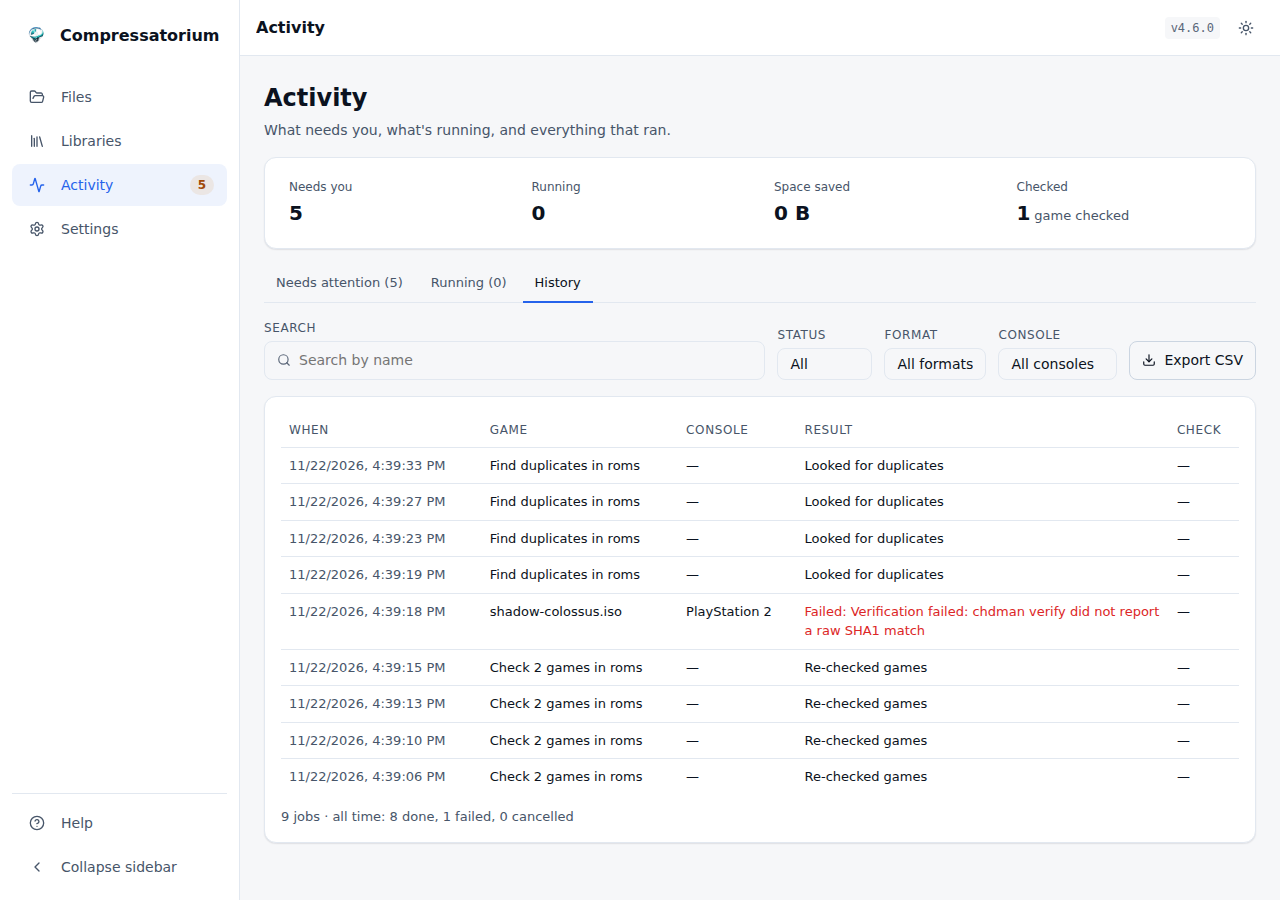 Compressatorium
Files
Libraries
Activity 5
Settings
Help
Collapse sidebar
Activity v4.6.0
Activity
What needs you, what's running, and everything that ran.
Needs you Running Space saved Checked
5 0 0 B 1 game checked
Needs attention (5) Running (0) History
SEARCH STATUS FORMAT CONSOLE
Search by name All All formats All consoles Export CSV
WHEN GAME CONSOLE RESULT CHECK
11/22/2026, 4:39:33 PM Find duplicates in roms — Looked for duplicates —
11/22/2026, 4:39:27 PM Find duplicates in roms — Looked for duplicates —
11/22/2026, 4:39:23 PM Find duplicates in roms — Looked for duplicates —
11/22/2026, 4:39:19 PM Find duplicates in roms — Looked for duplicates —
11/22/2026, 4:39:18 PM shadow-colossus.iso PlayStation 2 Failed: Verification failed: chdman verify did not report —
a raw SHA1 match
11/22/2026, 4:39:15 PM Check 2 games in roms — Re-checked games —
11/22/2026, 4:39:13 PM Check 2 games in roms — Re-checked games —
11/22/2026, 4:39:10 PM Check 2 games in roms — Re-checked games —
11/22/2026, 4:39:06 PM Check 2 games in roms — Re-checked games —
9 jobs · all time: 8 done, 1 failed, 0 cancelled